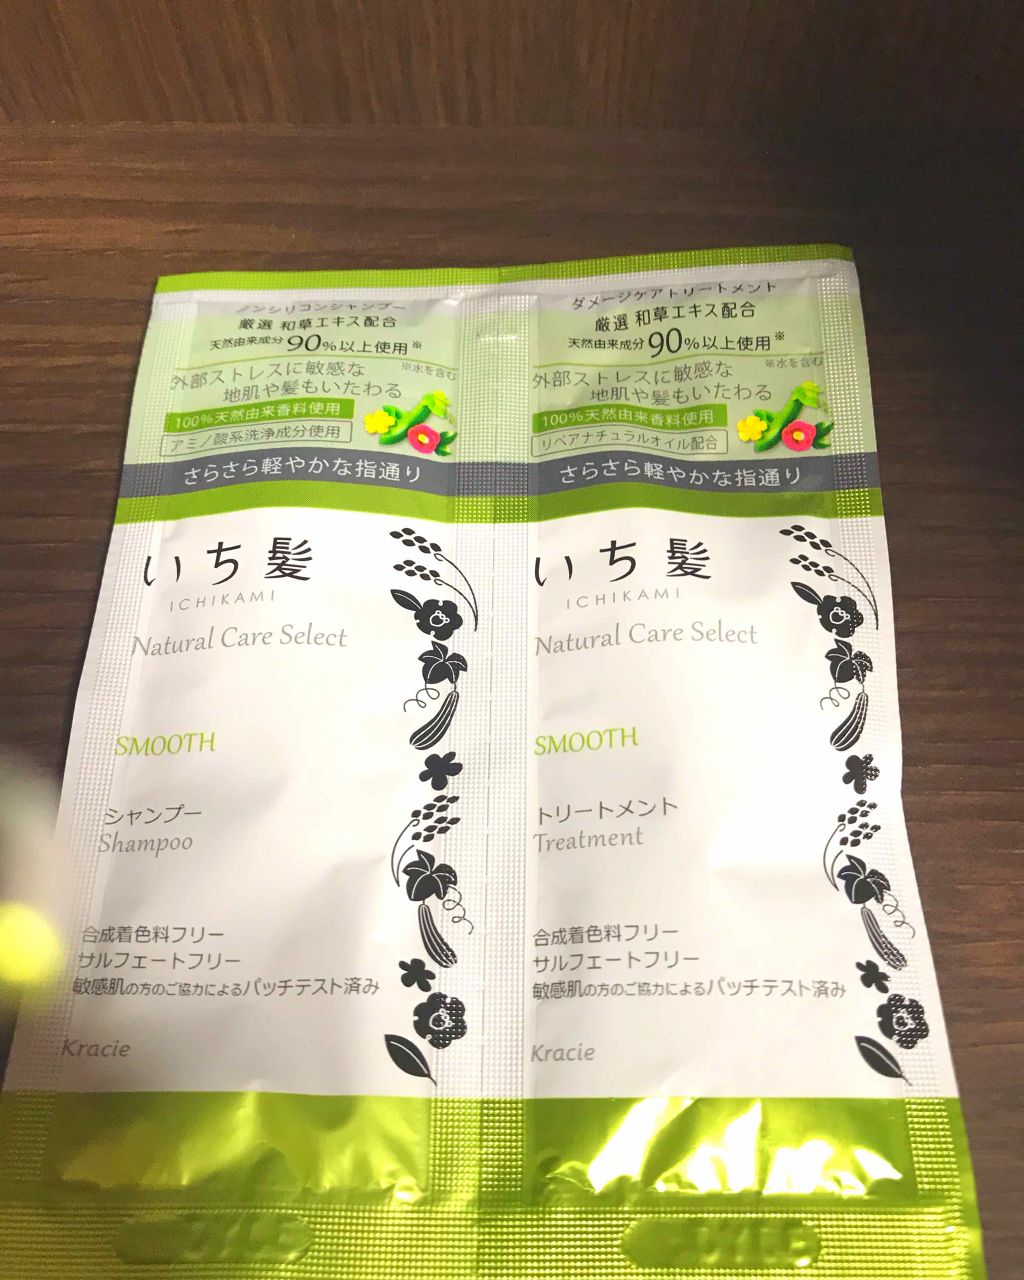 ノンシリコンシャンプー
厳選 和草エキス配合
天然由来成分90%以上使用※
※水を含む
外部ストレスに敏感な
地肌や髪もいたわる
100%天然由来香料使用
アミノ酸系洗浄成分使用
さらさら軽やかな指通り
いち髪
ICHIKAMI
Natural Care Select
SMOOTH
シャンプー
Shampoo
合成着色料フリー
サルフェートフリー
敏感肌の方のご協力によるパッチテスト済み
Kracie
ダメージケアトリートメント
厳選 和草エキス配合
天然由来成分90%以上使用※
※水を含む
外部ストレスに敏感な
地肌や髪もいたわる
100%天然由来香料使用
リペアナチュラルオイル配合
さらさら軽やかな指通り
いち髪
ICHIKAMI
Natural Care Select
SMOOTH
トリートメント
Treatment
合成着色料フリー
サルフェートフリー
敏感肌の方のご協力によるパッチテスト済み
Kracie